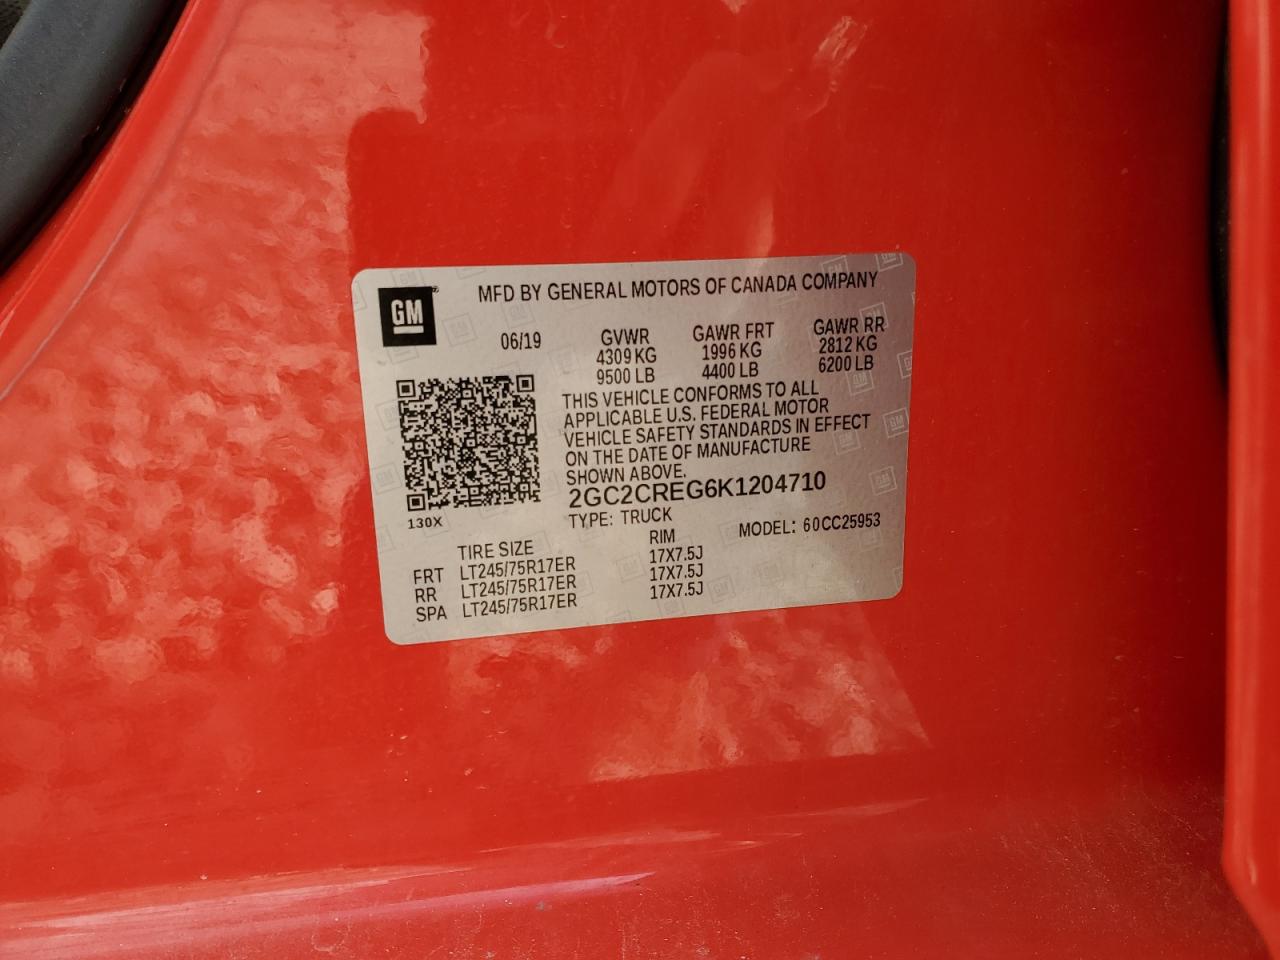 GM
MFD BY GENERAL MOTORS OF CANADA COMPANY
06/19 GVWR GAWR FRT GAWR RR
4309 KG 1996 KG 2812 KG
9500 LB 4400 LB 6200 LB
THIS VEHICLE CONFORMS TO ALL
APPLICABLE U.S. FEDERAL MOTOR
VEHICLE SAFETY STANDARDS IN EFFECT
ON THE DATE OF MANUFACTURE
SHOWN ABOVE.
2GC2CREG6K1204710
130X TYPE: TRUCK MODEL: 60CC25953
TIRE SIZE RIM
FRT LT245/75R17ER 17X7.5J
RR LT245/75R17ER 17X7.5J
SPA LT245/75R17ER 17X7.5J